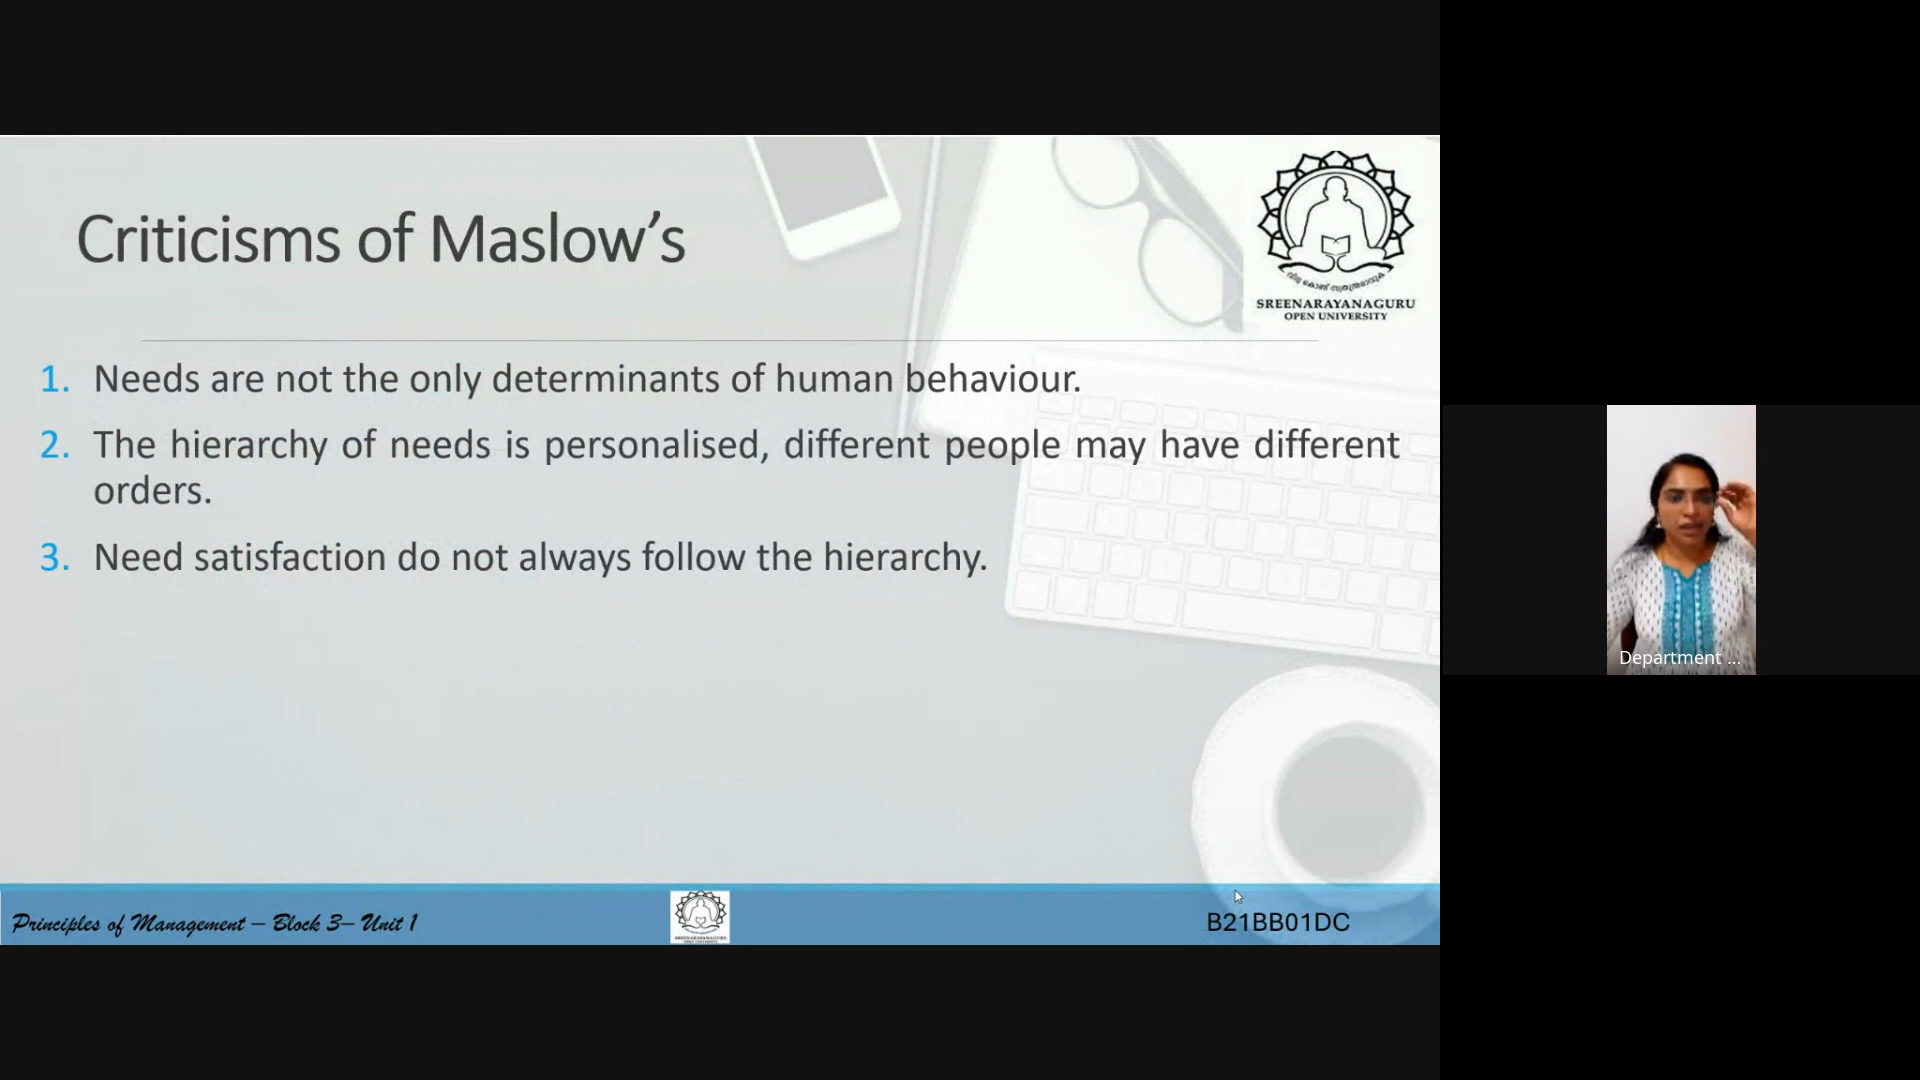 Criticisms of Maslow’s
SREENARAYANAGURU
OPEN UNIVERSITY
1. Needs are not the only determinants of human behaviour.
2. The hierarchy of needs is personalised, different people may have different
orders.
3. Need satisfaction do not always follow the hierarchy.
Department ...
Principles of Management – Block 3– Unit 1
B21BB01DC